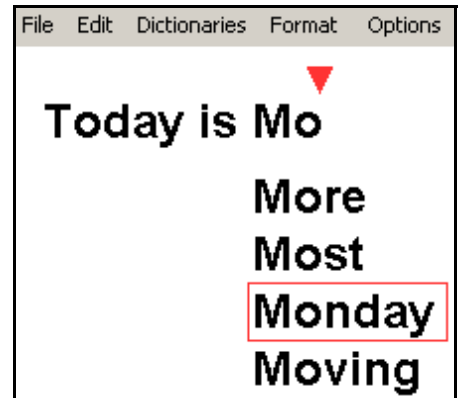 File Edit Dictionaries Format Options
Today is Mo
More
Most
Monday
Moving